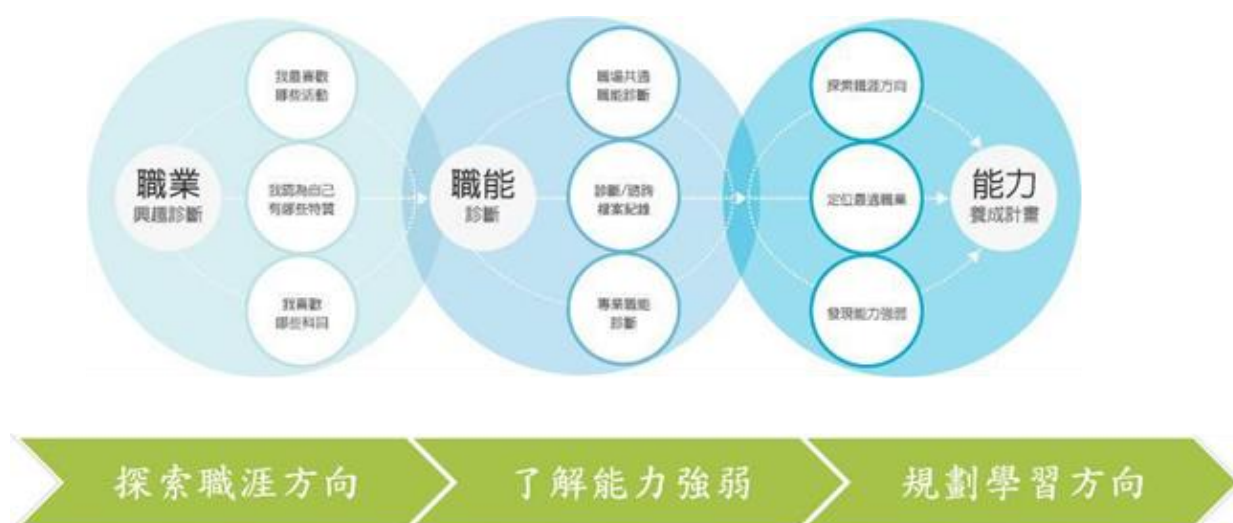 職業
興趣診斷
我最喜歡
哪些活動
我認為自己
有哪些特質
我喜歡
哪些科目
職能
診斷
職場共通
職能診斷
診斷/諮詢
檔案紀錄
專業職能
診斷
探索職涯方向
定位最適職業
發現能力強弱
能力
養成計畫
探索職涯方向
了解能力強弱
規劃學習方向